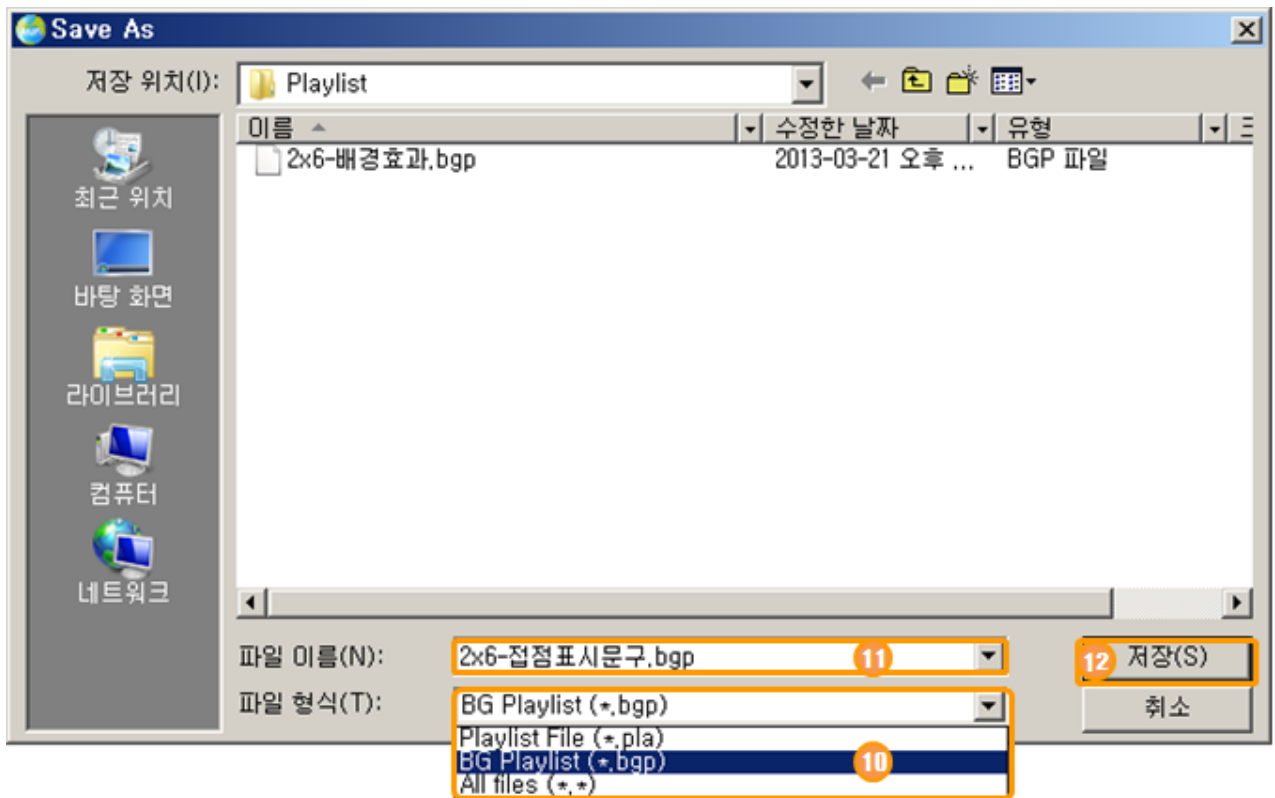 Save As
저장 위치(I):
Playlist
이름
수정한 날짜
유형
2x6-배경효과.bgp
2013-03-21 오후 ...
BGP 파일
최근 위치
바탕 화면
라이브러리
컴퓨터
네트워크
파일 이름(N):
2x6-접점표시문구.bgp
11
12
저장(S)
파일 형식(T):
BG Playlist (*.bgp)
취소
Playlist File (*.pla)
BG Playlist (*.bgp)
10
All files (*.*)